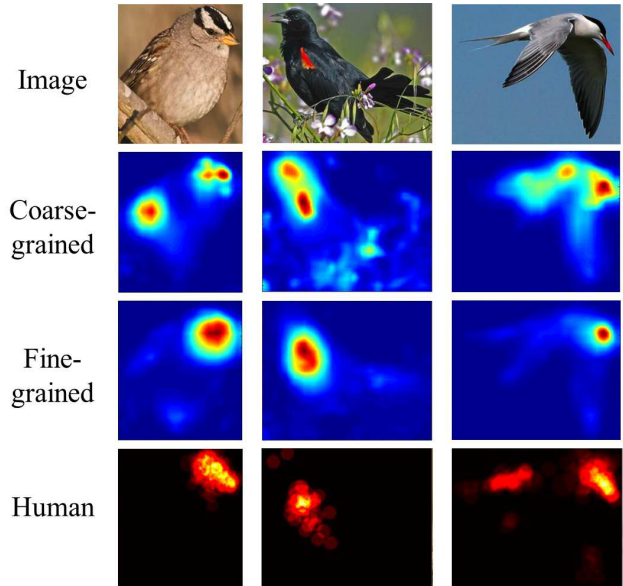 Image
Coarse-
grained
Fine-
grained
Human